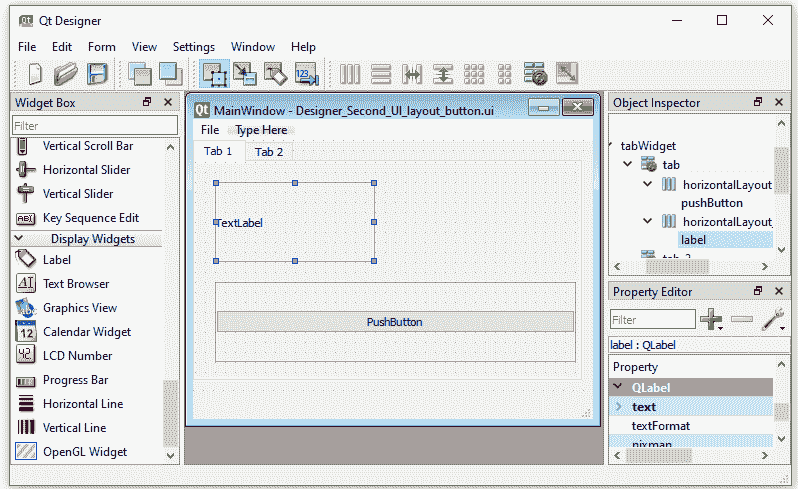 Qt Designer
File Edit Form View Settings Window Help
Widget Box
Filter
Vertical Scroll Bar
Horizontal Slider
Vertical Slider
Key Sequence Edit
Display Widgets
Label
Text Browser
Graphics View
Calendar Widget
LCD Number
Progress Bar
Horizontal Line
Vertical Line
OpenGL Widget
MainWindow - Designer_Second_UI_layout_button.ui
File Type Here
Tab 1 Tab 2
TextLabel
PushButton
Object Inspector
tabWidget
tab
horizontalLayout
pushButton
horizontalLayout_
label
tab_2
Property Editor
Filter
label : QLabel
Property
QLabel
text
textFormat
pixmap